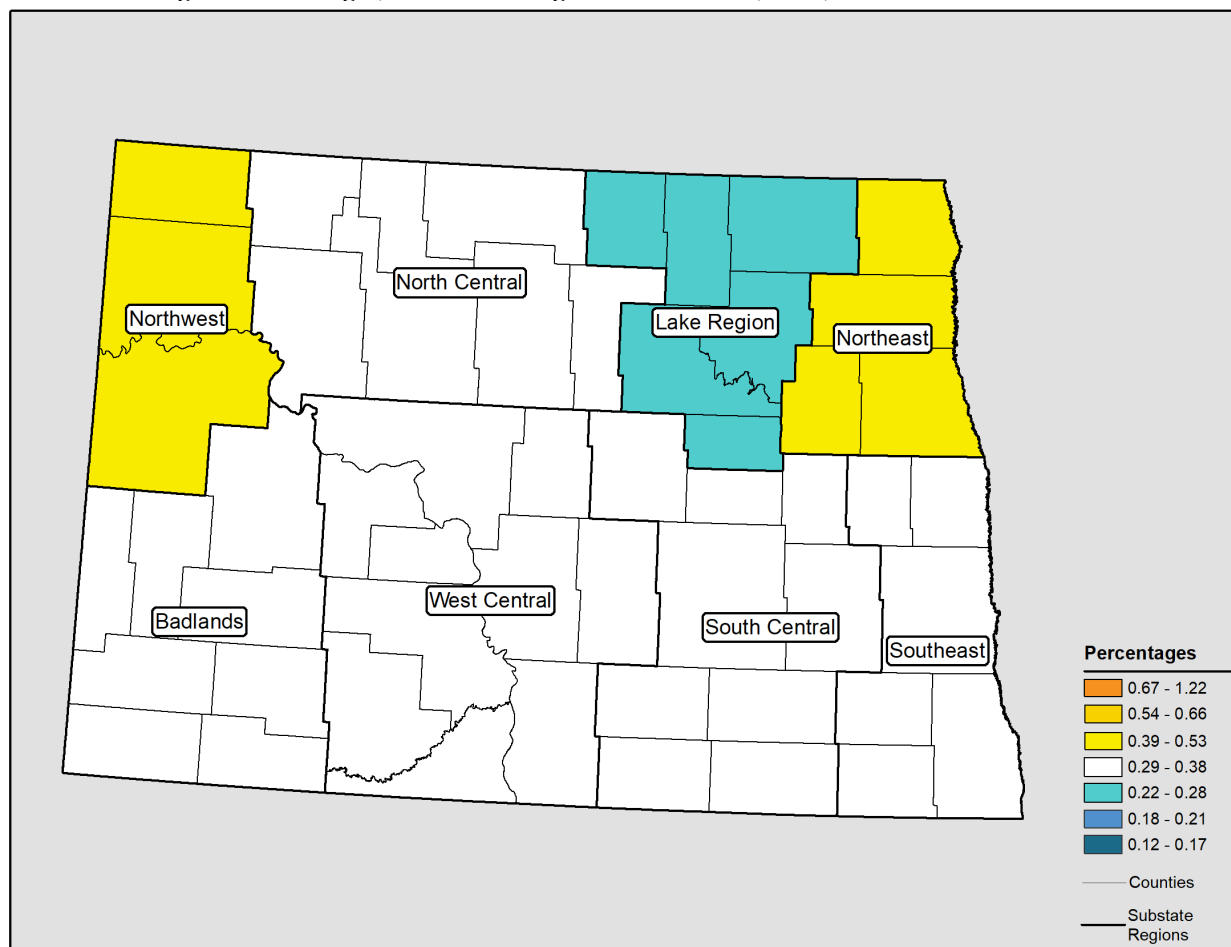 North Central
Northwest
Lake Region
Northeast
West Central
Badlands
South Central
Southeast
Percentages
0.67 - 1.22
0.54 - 0.66
0.39 - 0.53
0.29 - 0.38
0.22 - 0.28
0.18 - 0.21
0.12 - 0.17
Counties
Substate
Regions